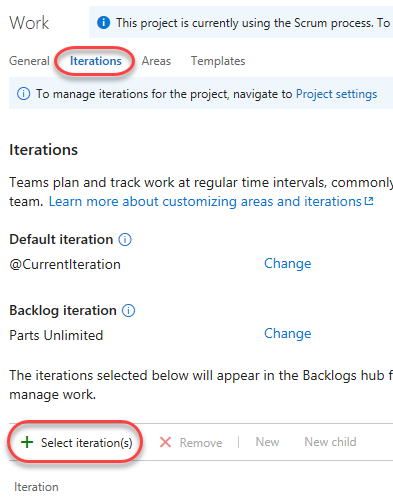 Work
This project is currently using the Scrum process. To
General Iterations Areas Templates
To manage iterations for the project, navigate to Project settings
Iterations
Teams plan and track work at regular time intervals, commonly
team. Learn more about customizing areas and iterations
Default iteration
@CurrentIteration Change
Backlog iteration
Parts Unlimited Change
The iterations selected below will appear in the Backlogs hub f
manage work.
+ Select iteration(s) Remove New New child
Iteration